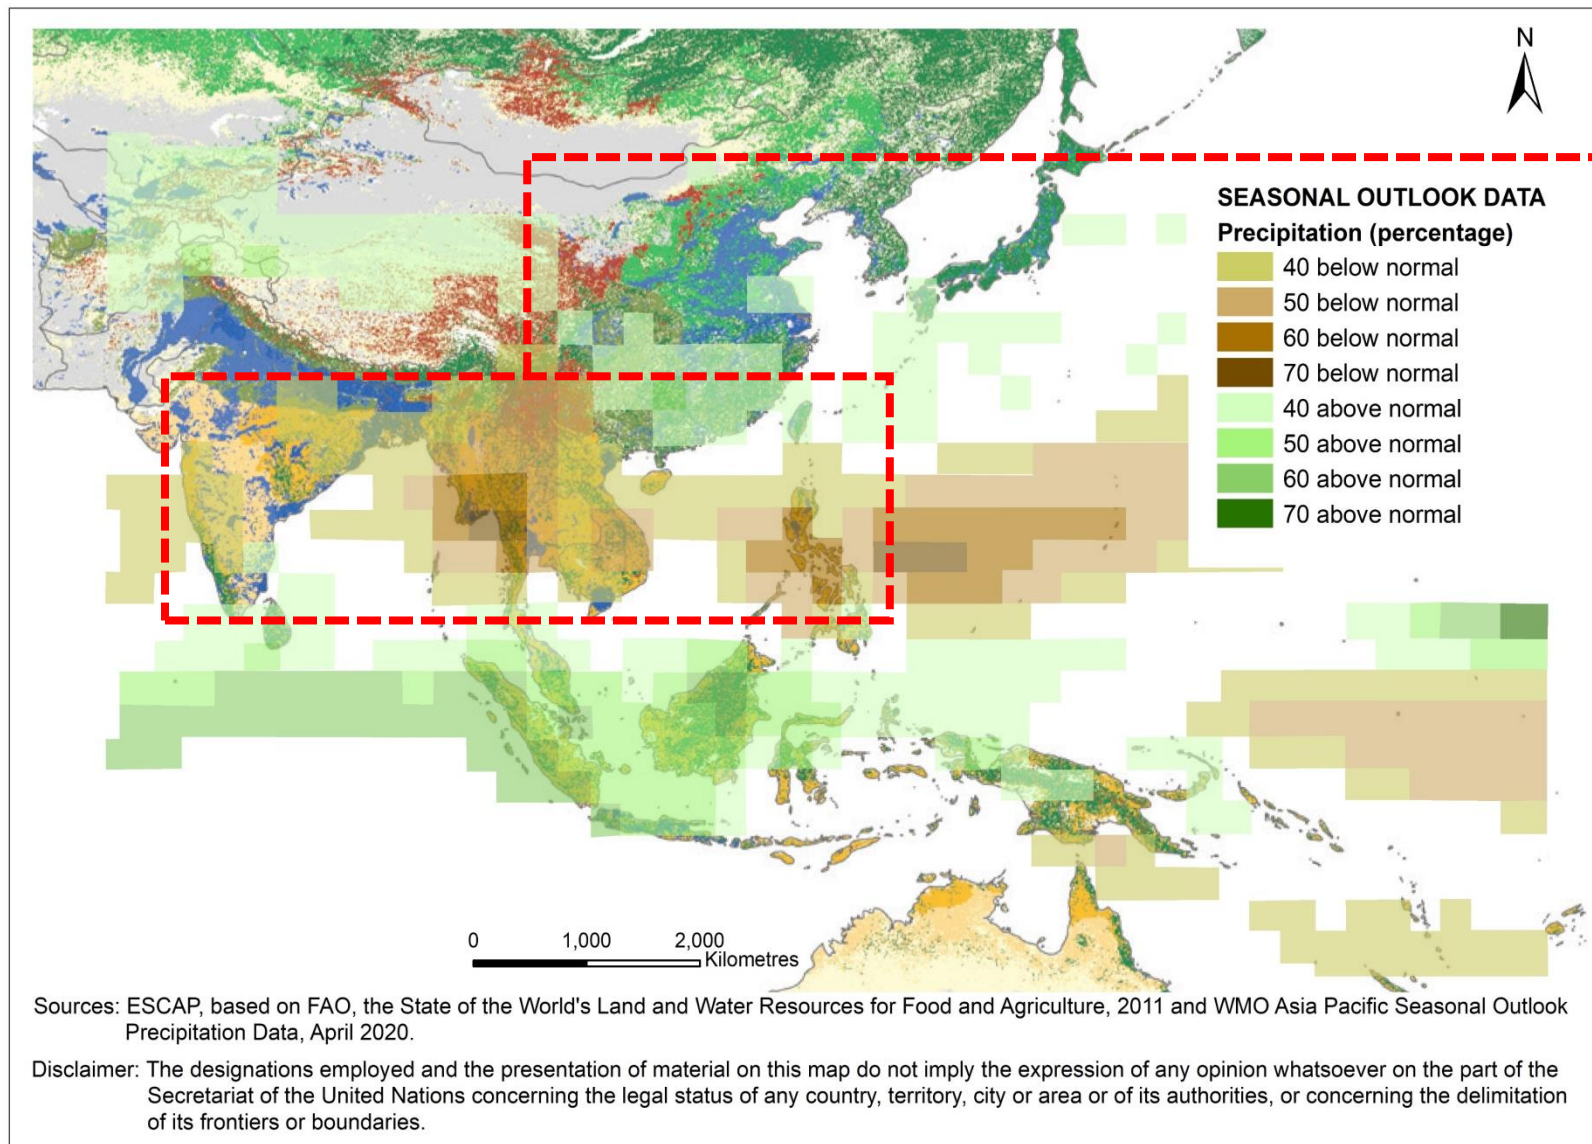 N
SEASONAL OUTLOOK DATA
Precipitation (percentage)
40 below normal
50 below normal
60 below normal
70 below normal
40 above normal
50 above normal
60 above normal
70 above normal
0 1,000 2,000
Kilometres
Sources: ESCAP, based on FAO, the State of the World's Land and Water Resources for Food and Agriculture, 2011 and WMO Asia Pacific Seasonal Outlook
Precipitation Data, April 2020.
Disclaimer: The designations employed and the presentation of material on this map do not imply the expression of any opinion whatsoever on the part of the
Secretariat of the United Nations concerning the legal status of any country, territory, city or area or of its authorities, or concerning the delimitation
of its frontiers or boundaries.